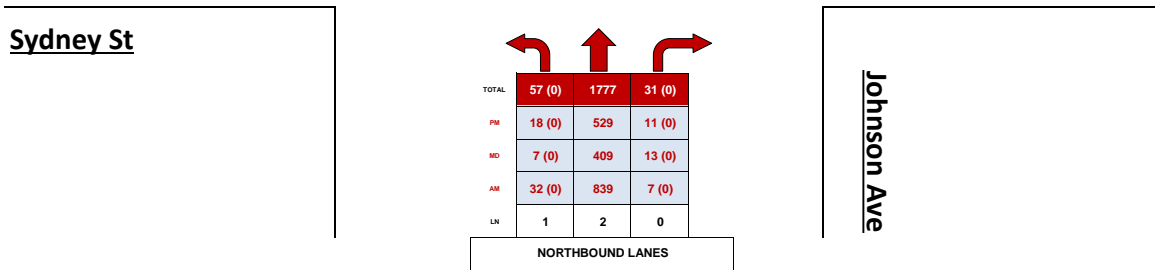 Sydney St
Johnson Ave
TOTAL 57 (0) 1777 31 (0)
PM 18 (0) 529 11 (0)
MD 7 (0) 409 13 (0)
AM 32 (0) 839 7 (0)
LN 1 2 0
NORTHBOUND LANES